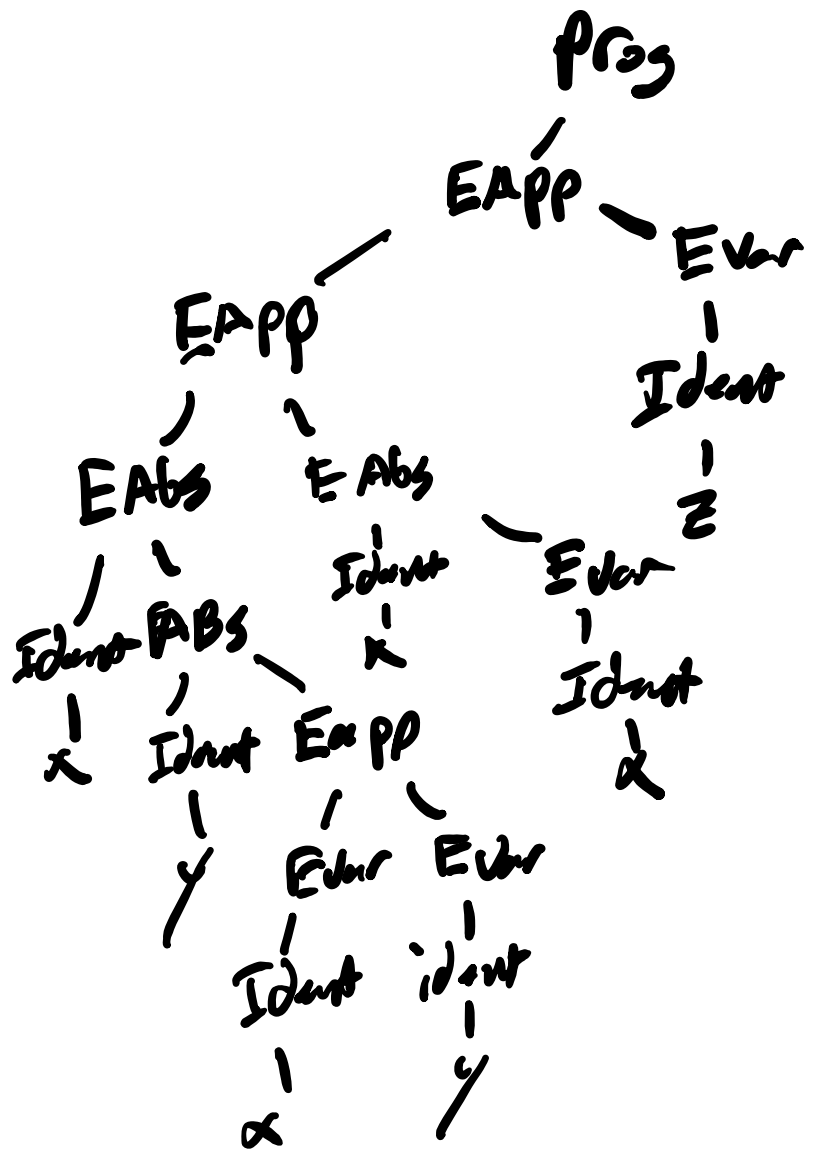 Prog
EApp
EVar
EApp
Ident
EAbs
EAbs
Z
Ident
EVar
Ident
EABs
x
Ident
x
Ident
EApp
x
y
EVar
EVar
Ident
ident
x
y